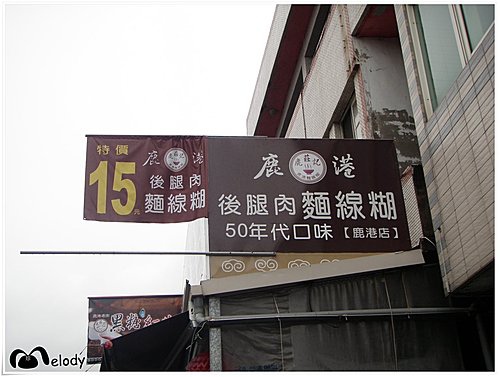 特價
15元
鹿 港
後腿肉
麵線糊
鹿 港
後腿肉麵線糊
50年代口味【鹿港店】
黑糖
Melody